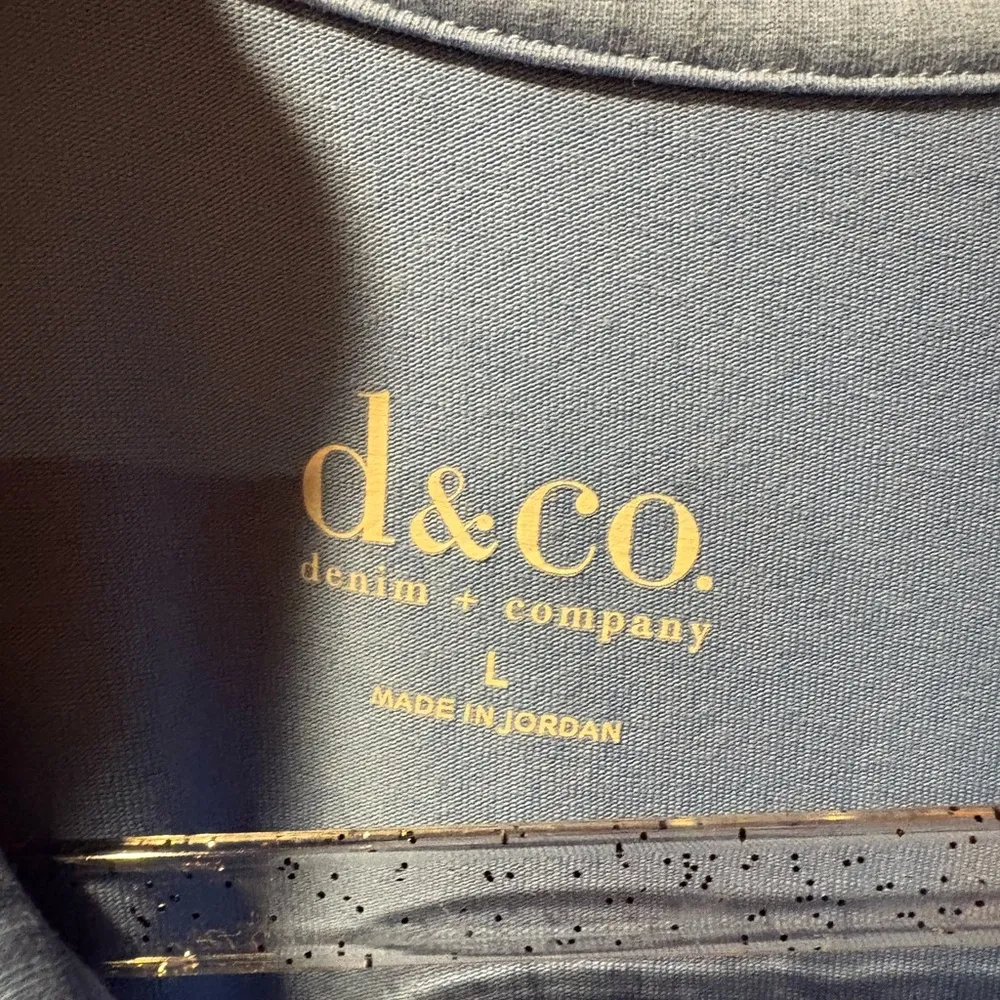 d&co.
denim + company
L
MADE IN JORDAN